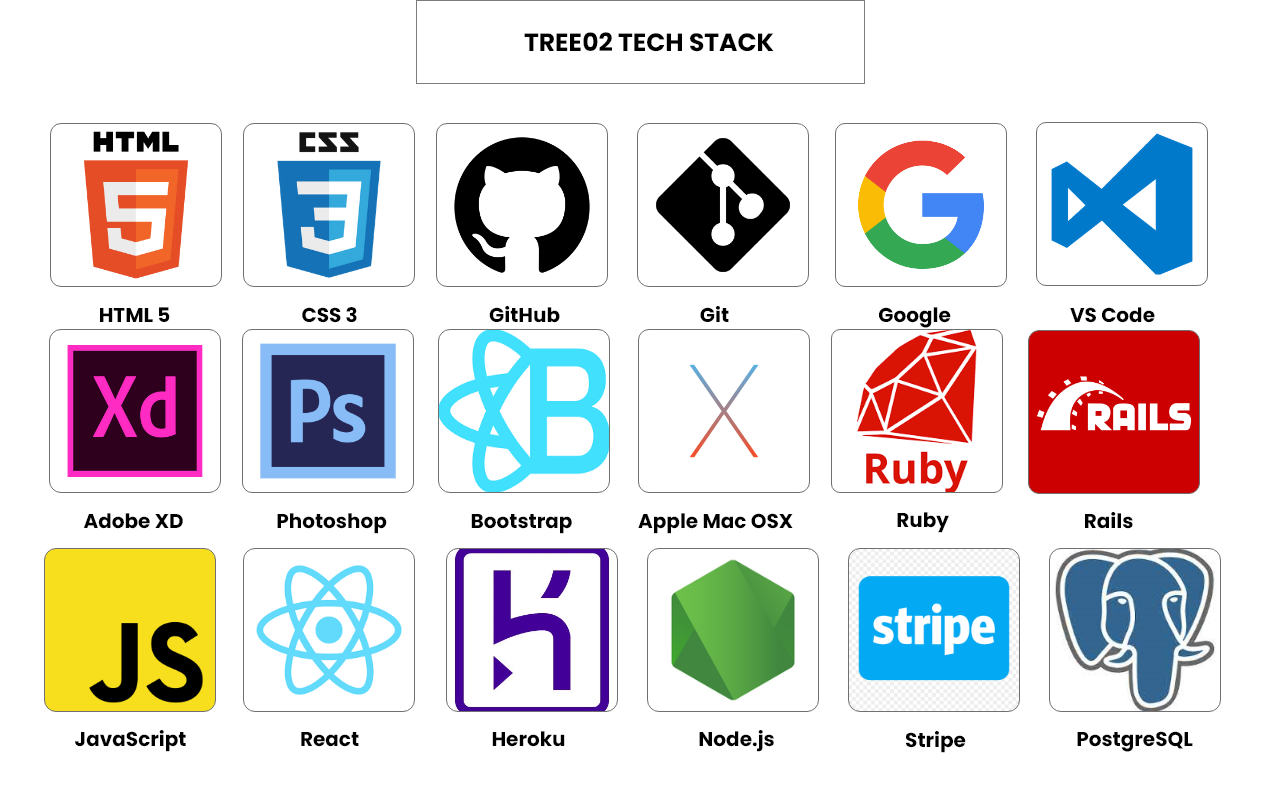 TREE02 TECH STACK
HTML
CSS
5
3
HTML 5
CSS 3
GitHub
Git
Google
VS Code
Xd
Ps
B
X
Ruby
RAILS
Adobe XD
Photoshop
Bootstrap
Apple Mac OSX
Ruby
Rails
JS
stripe
JavaScript
React
Heroku
Node.js
Stripe
PostgreSQL